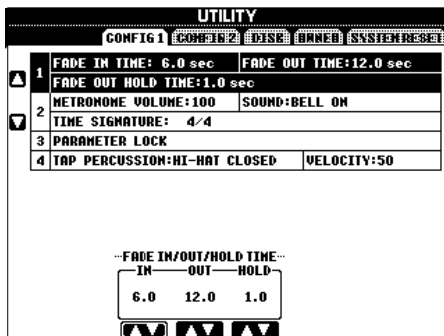 UTILITY
CONFIG 1 CONFIG 2 DISK OWNER SYSTEM RESET
1 FADE IN TIME: 6.0 sec FADE OUT TIME:12.0 sec
FADE OUT HOLD TIME:1.0 sec
2 METRONOME VOLUME:100 SOUND:BELL ON
TIME SIGNATURE: 4/4
3 PARAMETER LOCK
4 TAP PERCUSSION:HI-HAT CLOSED VELOCITY:50
FADE IN/OUT/HOLD TIME
IN OUT HOLD
6.0 12.0 1.0